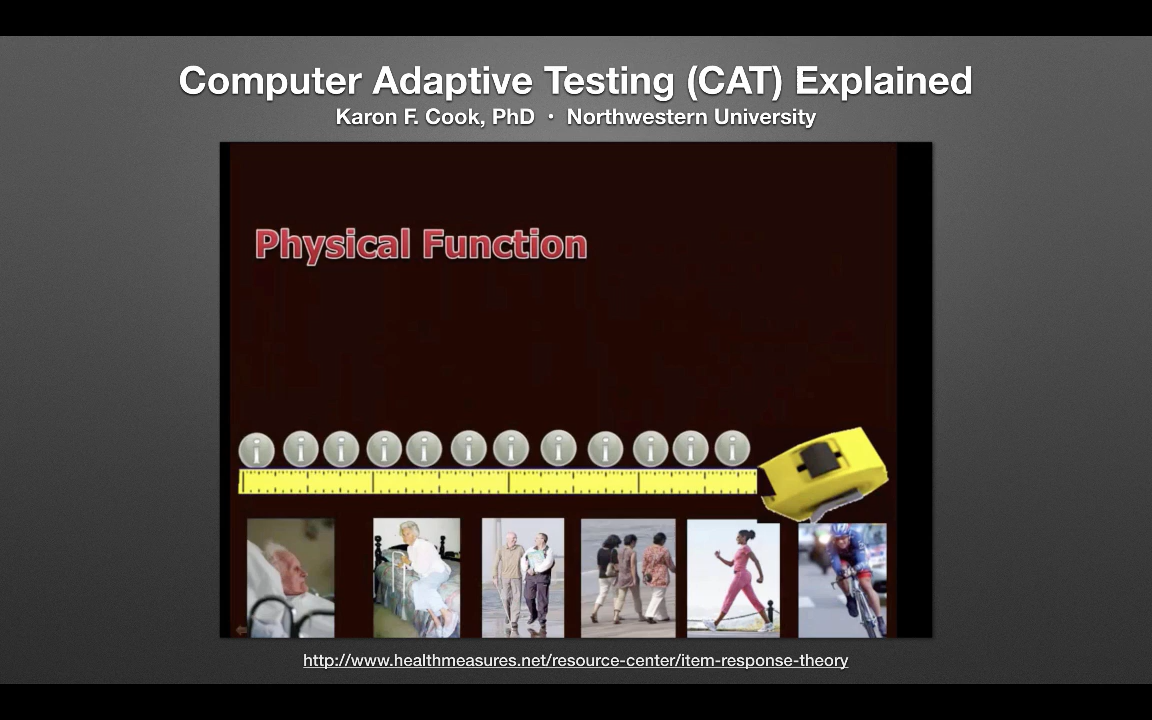 Computer Adaptive Testing (CAT) Explained
Karon F. Cook, PhD · Northwestern University
Physical Function
i i i i i i i i i i i i
http://www.healthmeasures.net/resource-center/item-response-theory